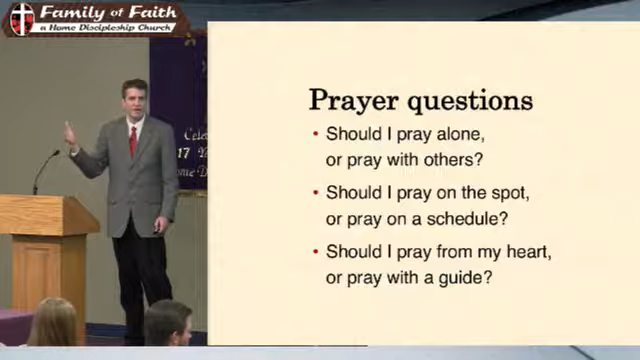 Family of Faith
a Home Discipleship Church
Prayer questions
• Should I pray alone,
or pray with others?
• Should I pray on the spot,
or pray on a schedule?
• Should I pray from my heart,
or pray with a guide?
17